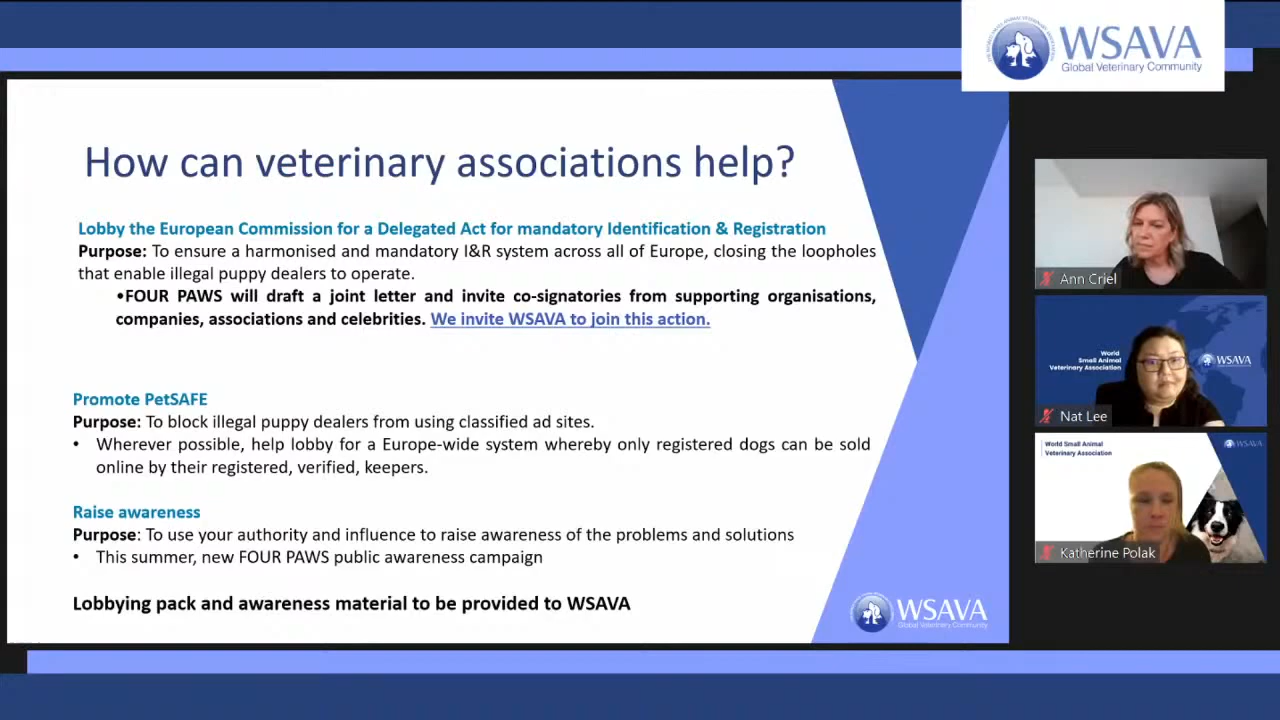 WSAVA
Global Veterinary Community
How can veterinary associations help?
Lobby the European Commission for a Delegated Act for mandatory Identification & Registration
Purpose: To ensure a harmonised and mandatory I&R system across all of Europe, closing the loopholes
that enable illegal puppy dealers to operate.
•FOUR PAWS will draft a joint letter and invite co-signatories from supporting organisations,
companies, associations and celebrities. We invite WSAVA to join this action.
Promote PetSAFE
Purpose: To block illegal puppy dealers from using classified ad sites.
• Wherever possible, help lobby for a Europe-wide system whereby only registered dogs can be sold
online by their registered, verified, keepers.
Raise awareness
Purpose: To use your authority and influence to raise awareness of the problems and solutions
• This summer, new FOUR PAWS public awareness campaign
Lobbying pack and awareness material to be provided to WSAVA
WSAVA
Global Veterinary Community
Ann Criel
World
Small Animal
Veterinary Association
WSAVA
Nat Lee
World Small Animal
Veterinary Association
WSAVA
Katherine Polak